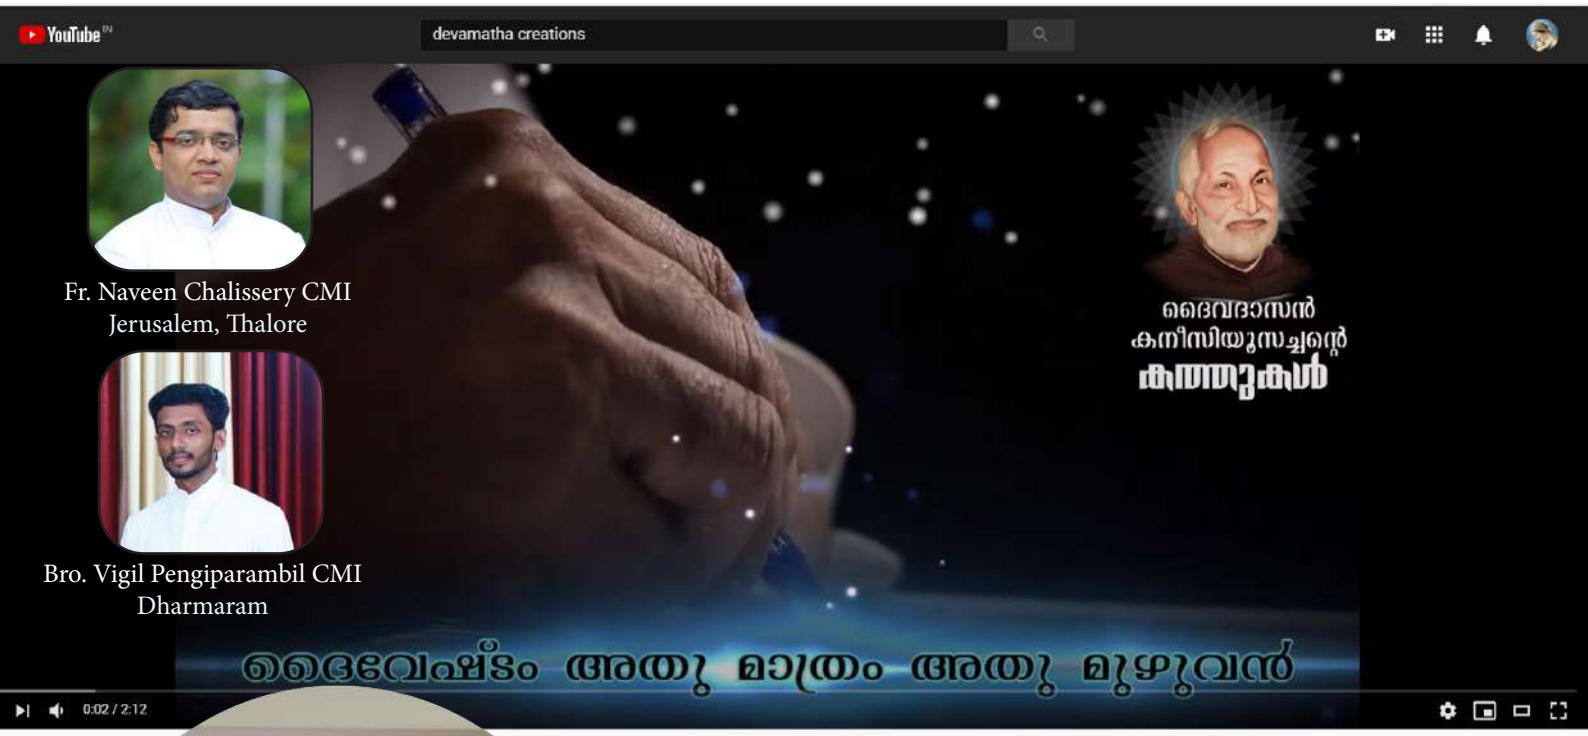 YouTube IN
devamatha creations
Fr. Naveen Chalissery CMI
Jerusalem, Thalore
Bro. Vigil Pengiparambil CMI
Dharmaram
ദൈവദാസൻ
കനീസിയൂസച്ചന്റെ
കത്തുകൾ
ദൈവേഷ്ടം അതു മാത്രം അതു മുഴുവൻ
0:02 / 2:12